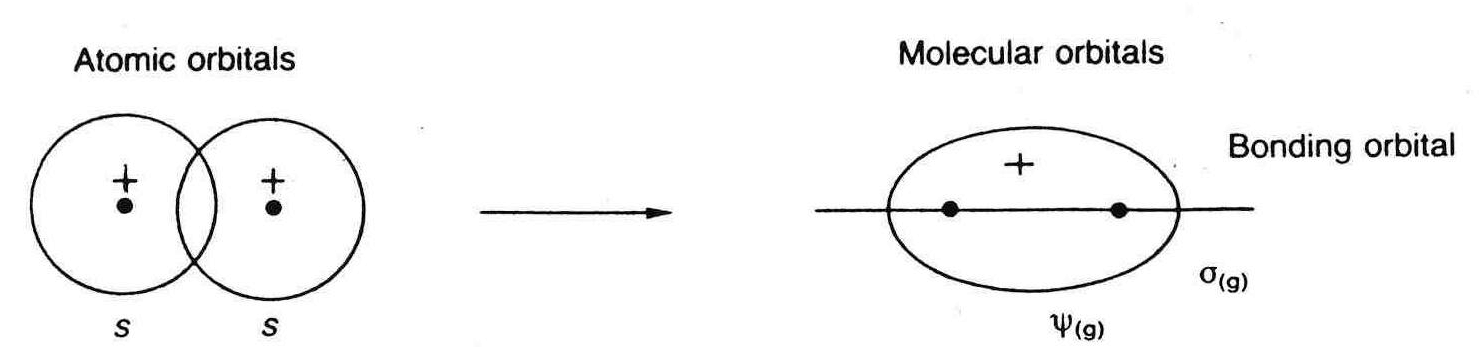 Atomic orbitals
+ +
s s
Molecular orbitals
+
Bonding orbital
σ(g)
Ψ(g)